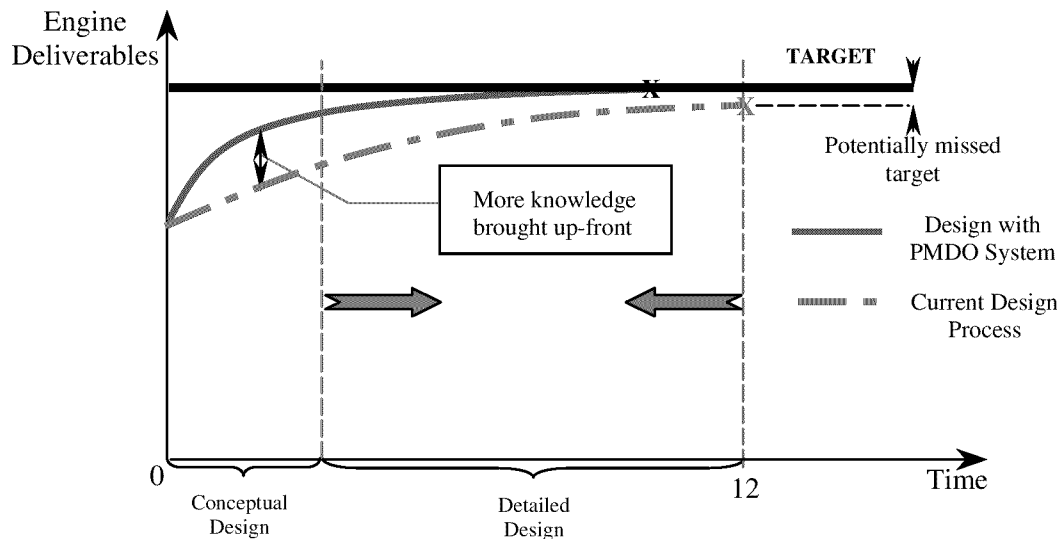 Engine
Deliverables
TARGET
X
X
Potentially missed
target
More knowledge
brought up-front
Design with
PMDO System
Current Design
Process
0
12
Time
Conceptual
Design
Detailed
Design